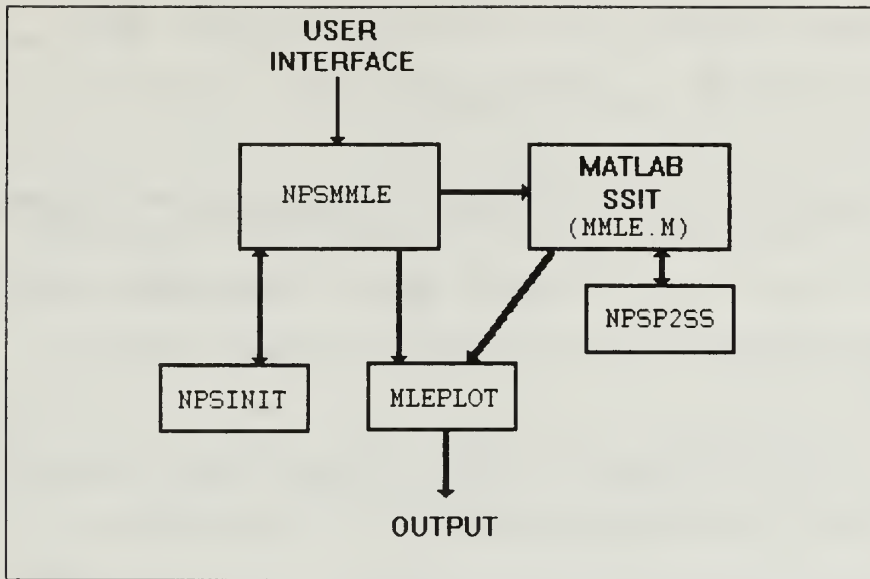 USER
INTERFACE
NPSMMLE
MATLAB
SSIT
(MMLE.M)
NPSP2SS
NPSINIT
MLEPLOT
OUTPUT